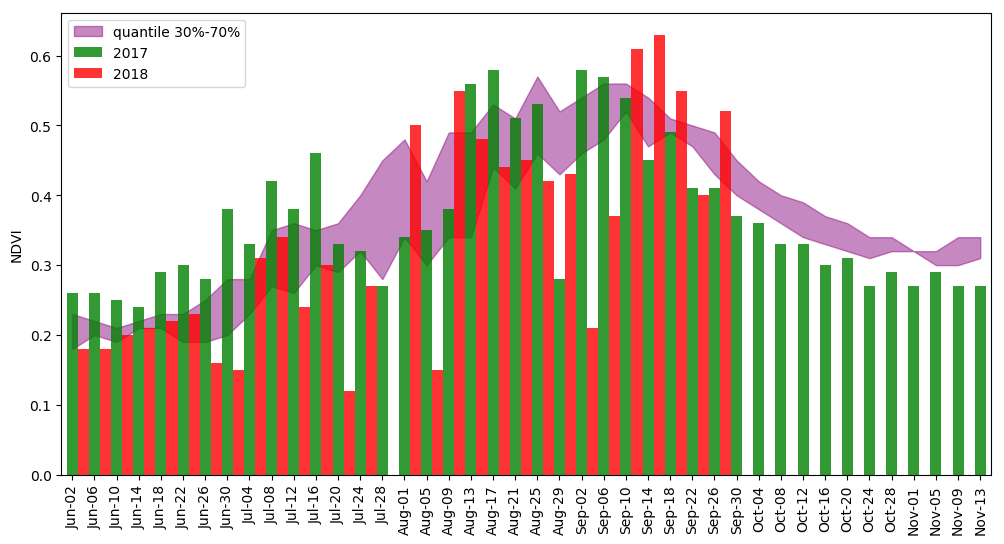 quantile 30%-70%
2017
2018
NDVI
0.6
0.5
0.4
0.3
0.2
0.1
0.0
Jun-02
Jun-06
Jun-10
Jun-14
Jun-18
Jun-22
Jun-26
Jun-30
Jul-04
Jul-08
Jul-12
Jul-16
Jul-20
Jul-24
Jul-28
Aug-01
Aug-05
Aug-09
Aug-13
Aug-17
Aug-21
Aug-25
Aug-29
Sep-02
Sep-06
Sep-10
Sep-14
Sep-18
Sep-22
Sep-26
Sep-30
Oct-04
Oct-08
Oct-12
Oct-16
Oct-20
Oct-24
Oct-28
Nov-01
Nov-05
Nov-09
Nov-13